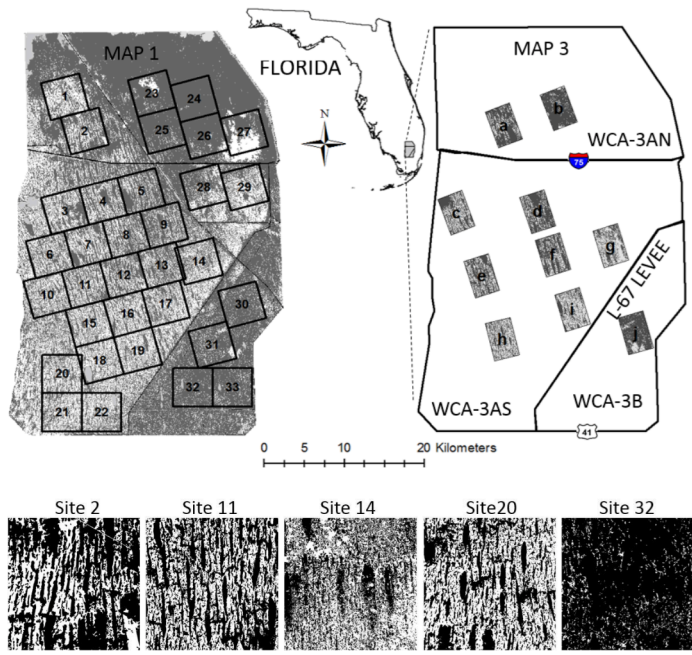 MAP 1
FLORIDA
N
MAP 3
WCA-3AN
75
WCA-3AS
L-67 LEVEE
WCA-3B
41
1
2
23
24
25
26
27
28
29
3
4
5
6
7
8
9
10
11
12
13
14
15
16
17
18
19
20
21
22
30
31
32
33
a
b
c
d
e
f
g
h
i
j
0 5 10 20 Kilometers
Site 2 Site 11 Site 14 Site20 Site 32